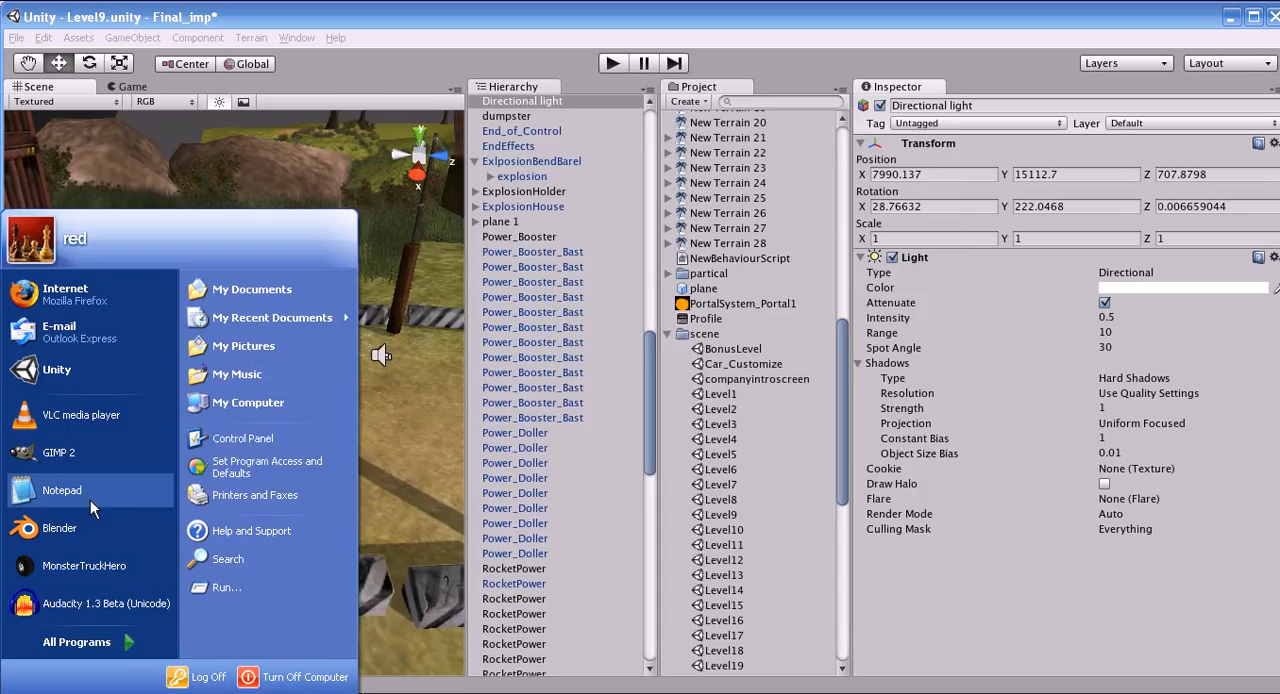 Unity - Level9.unity - Final_imp*
File Edit Assets GameObject Component Terrain Window Help
Center Global Layers Layout
Scene Game
Textured RGB
red
Internet
Mozilla Firefox
E-mail
Outlook Express
Unity
VLC media player
GIMP 2
Notepad
Blender
MonsterTruckHero
Audacity 1.3 Beta (Unicode)
All Programs
My Documents
My Recent Documents
My Pictures
My Music
My Computer
Control Panel
Set Program Access and
Defaults
Printers and Faxes
Help and Support
Search
Run...
Log Off Turn Off Computer
y
z
x
Hierarchy
Directional light
dumpster
End_of_Control
EndEffects
ExlposionBendBarel
explosion
ExplosionHolder
ExplosionHouse
plane 1
Power_Booster
Power_Booster_Bast
Power_Booster_Bast
Power_Booster_Bast
Power_Booster_Bast
Power_Booster_Bast
Power_Booster_Bast
Power_Booster_Bast
Power_Booster_Bast
Power_Booster_Bast
Power_Booster_Bast
Power_Booster_Bast
Power_Booster_Bast
Power_Doller
Power_Doller
Power_Doller
Power_Doller
Power_Doller
Power_Doller
Power_Doller
Power_Doller
Power_Doller
RocketPower
RocketPower
RocketPower
RocketPower
RocketPower
RocketPower
RocketPower
RocketPower
Project
Create
New Terrain 20
New Terrain 21
New Terrain 22
New Terrain 23
New Terrain 24
New Terrain 25
New Terrain 26
New Terrain 27
New Terrain 28
NewBehaviourScript
partical
plane
PortalSystem_Portal1
Profile
scene
BonusLevel
Car_Customize
companyintroscreen
Level1
Level2
Level3
Level4
Level5
Level6
Level7
Level8
Level9
Level10
Level11
Level12
Level13
Level14
Level15
Level16
Level17
Level18
Level19
Inspector
Directional light
Tag Untagged Layer Default
Transform
Position
X 7990.137 Y 15112.7 Z 707.8798
Rotation
X 28.76632 Y 222.0468 Z 0.006659044
Scale
X 1 Y 1 Z 1
Light
Type Directional
Color
Attenuate
Intensity 0.5
Range 10
Spot Angle 30
Shadows
Type Hard Shadows
Resolution Use Quality Settings
Strength 1
Projection Uniform Focused
Constant Bias 1
Object Size Bias 0.01
Cookie None (Texture)
Draw Halo
Flare None (Flare)
Render Mode Auto
Culling Mask Everything